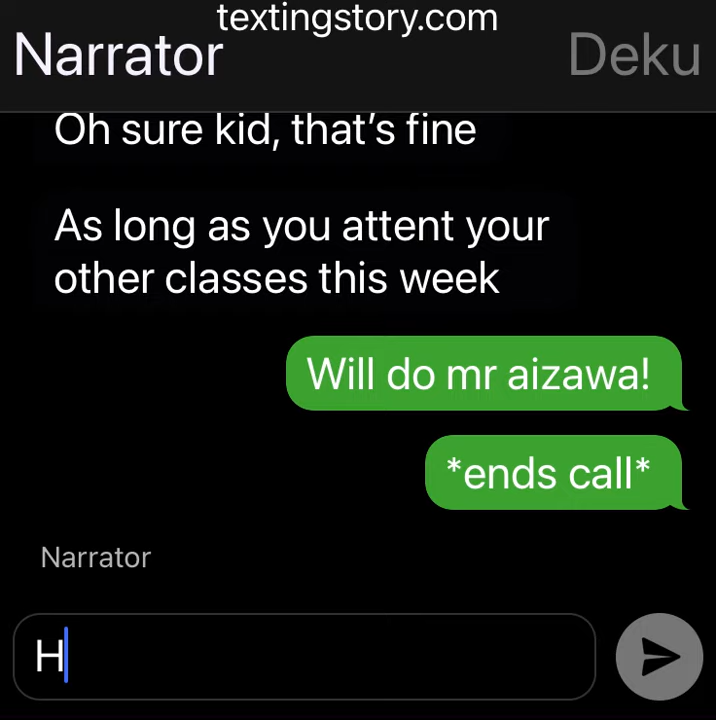 textingstory.com
Narrator
Deku
Oh sure kid, that's fine
As long as you attent your
other classes this week
Will do mr aizawa!
*ends call*
Narrator
H